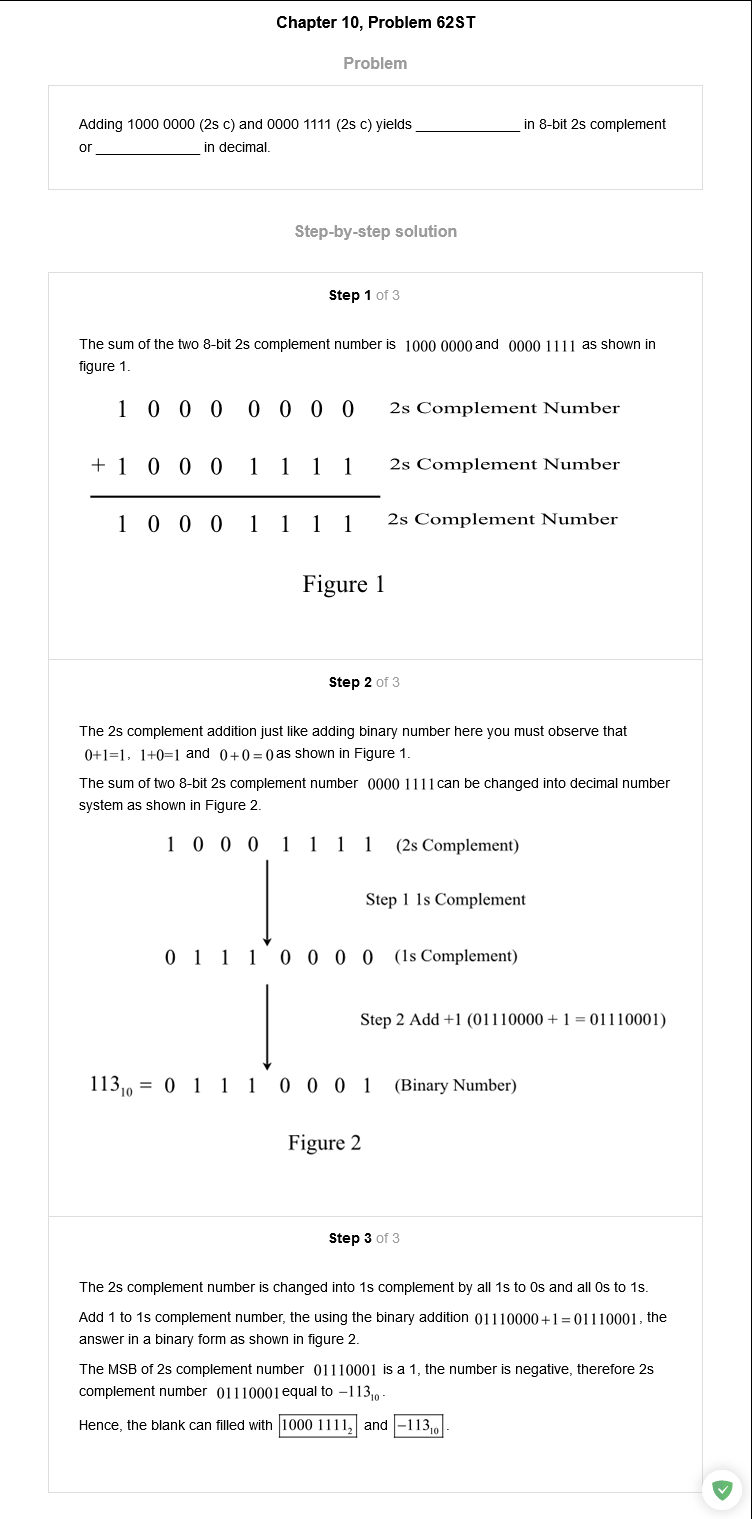 Chapter 10, Problem 62ST
Problem
Adding 1000 0000 (2s c) and 0000 1111 (2s c) yields _____________ in 8-bit 2s complement
or _____________ in decimal.
Step-by-step solution
Step 1 of 3
The sum of the two 8-bit 2s complement number is 1000 0000 and 0000 1111 as shown in
figure 1.
1 0 0 0 0 0 0 0 2s Complement Number
+ 1 0 0 0 1 1 1 1 2s Complement Number
1 0 0 0 1 1 1 1 2s Complement Number
Figure 1
Step 2 of 3
The 2s complement addition just like adding binary number here you must observe that
0+1=1, 1+0=1 and 0+0=0 as shown in Figure 1.
The sum of two 8-bit 2s complement number 0000 1111 can be changed into decimal number
system as shown in Figure 2.
1 0 0 0 1 1 1 1 (2s Complement)
Step 1 1s Complement
0 1 1 1 0 0 0 0 (1s Complement)
Step 2 Add +1 (01110000 + 1 = 01110001)
113₁₀ = 0 1 1 1 0 0 0 1 (Binary Number)
Figure 2
Step 3 of 3
The 2s complement number is changed into 1s complement by all 1s to 0s and all 0s to 1s.
Add 1 to 1s complement number, the using the binary addition 01110000+1=01110001, the
answer in a binary form as shown in figure 2.
The MSB of 2s complement number 01110001 is a 1, the number is negative, therefore 2s
complement number 01110001 equal to −113₁₀.
Hence, the blank can filled with 1000 1111₂ and −113₁₀.